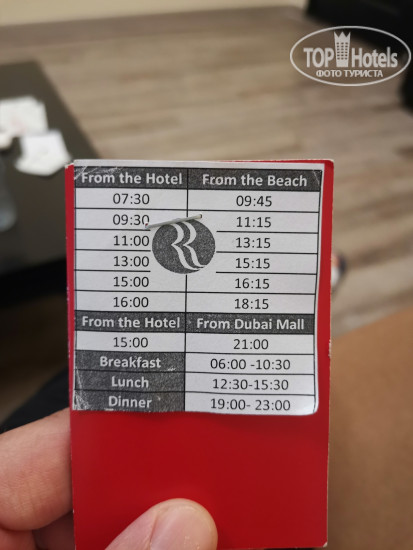 TOPHotels
ФОТО ТУРИСТА
From the Hotel From the Beach
07:30 09:45
09:30 11:15
11:00 13:15
13:00 15:15
15:00 16:15
16:00 18:15
From the Hotel From Dubai Mall
15:00 21:00
Breakfast 06:00 -10:30
Lunch 12:30-15:30
Dinner 19:00- 23:00